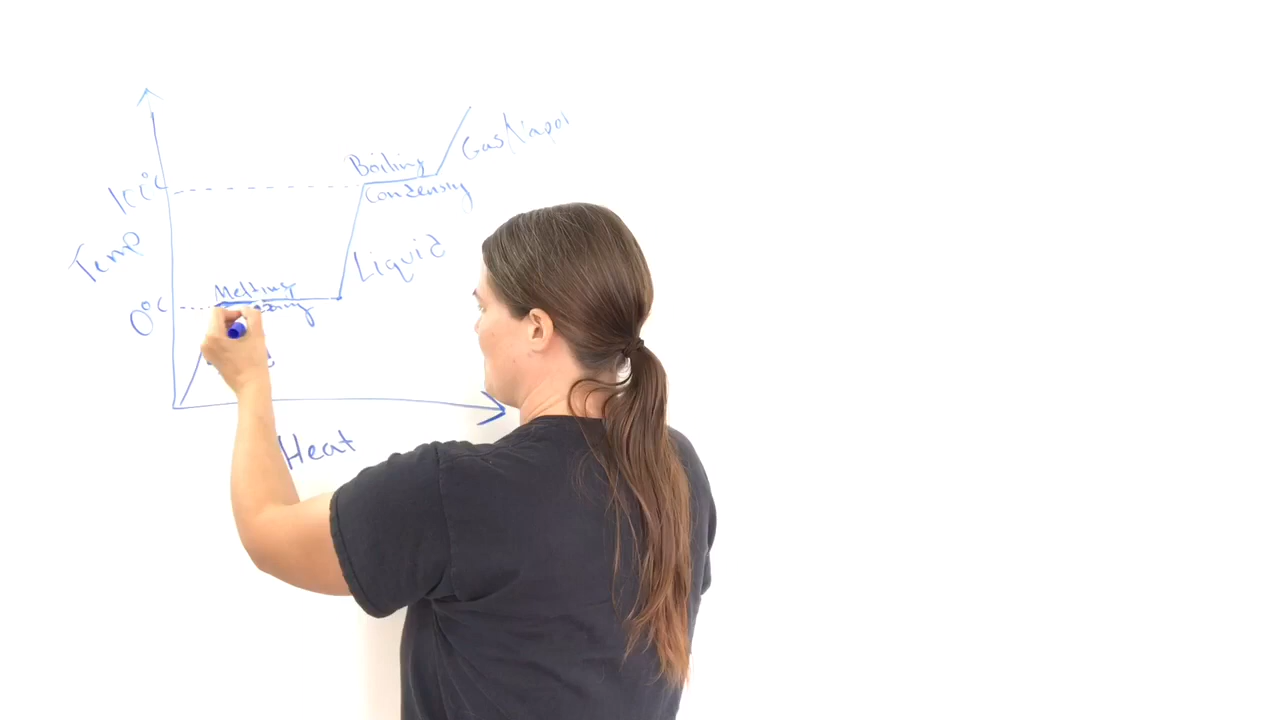 Boiling
Gas/Vapor
100°C
Condensing
Temp
Liquid
Melting
0°C
Heat